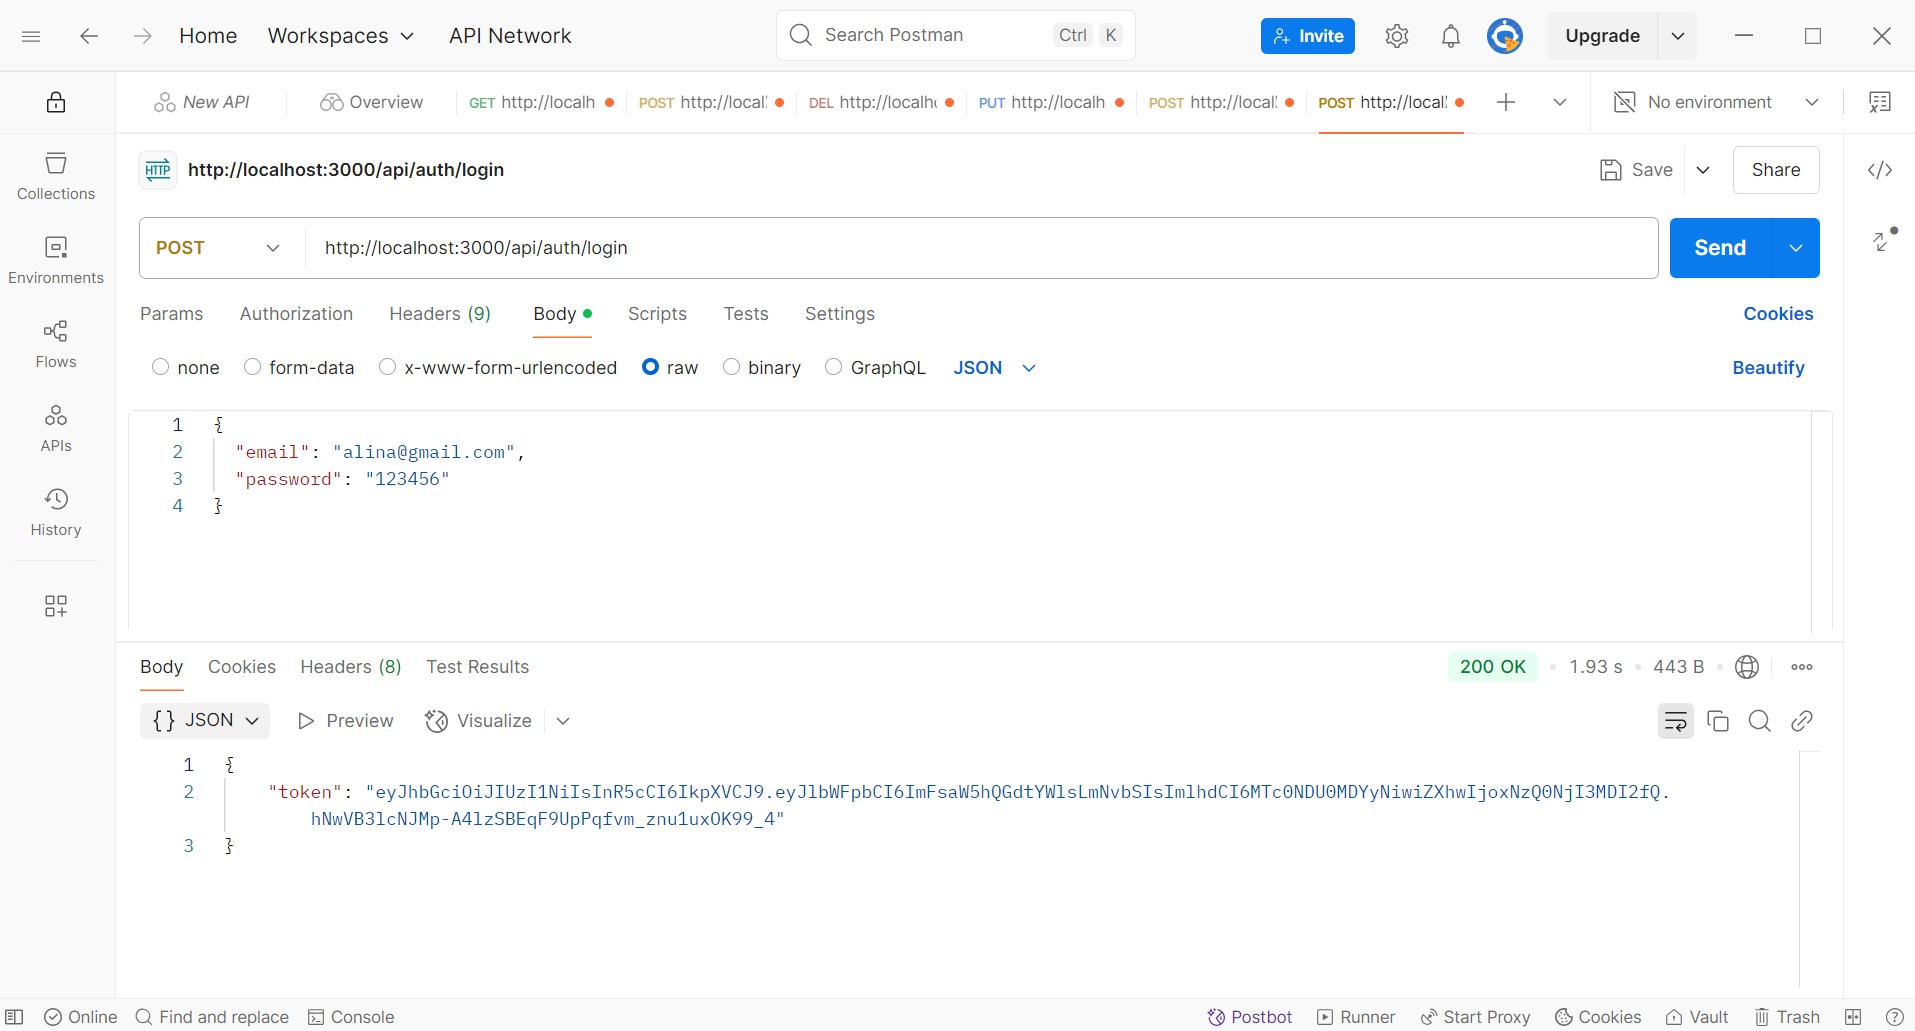 Home Workspaces API Network Search Postman Ctrl K Invite Upgrade
New API Overview GET http://localh POST http://local DEL http://localh PUT http://localh POST http://local POST http://local No environment
HTTP http://localhost:3000/api/auth/login Save Share
Collections
POST http://localhost:3000/api/auth/login Send
Environments
Params Authorization Headers (9) Body Scripts Tests Settings Cookies
Flows
none form-data x-www-form-urlencoded raw binary GraphQL JSON Beautify
APIs
History
1 {
2 "email": "alina@gmail.com",
3 "password": "123456"
4 }
Body Cookies Headers (8) Test Results 200 OK • 1.93 s • 443 B
{} JSON Preview Visualize
1 {
2 "token": "eyJhbGciOiJIUzI1NiIsInR5cCI6IkpXVCJ9.eyJlbWFpbCI6ImFsaW5hQGdtYWlsLmNvbSIsImlhdCI6MTc0NDU0MDYyNiwiZXhwIjoxNzQ0NjI3MDI2fQ.
hNwVB3lcNJMp-A4lzSBEqF9UpPqfvm_znu1uxOK99_4"
3 }
Online Find and replace Console Postbot Runner Start Proxy Cookies Vault Trash